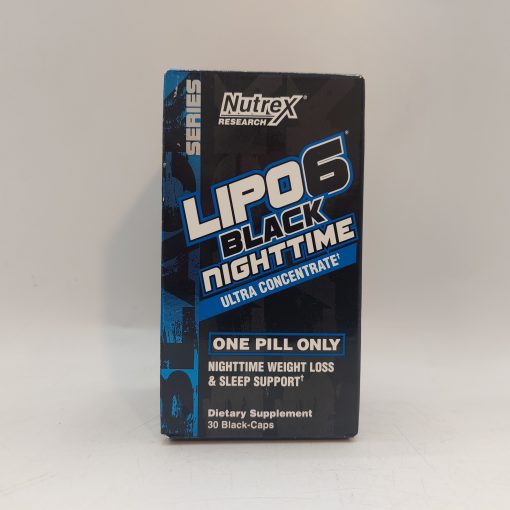 SERIES
Nutrex®
RESEARCH
LIPO6®
BLACK
NIGHTTIME
ULTRA CONCENTRATE†
ONE PILL ONLY
NIGHTTIME WEIGHT LOSS
& SLEEP SUPPORT†
Dietary Supplement
30 Black-Caps